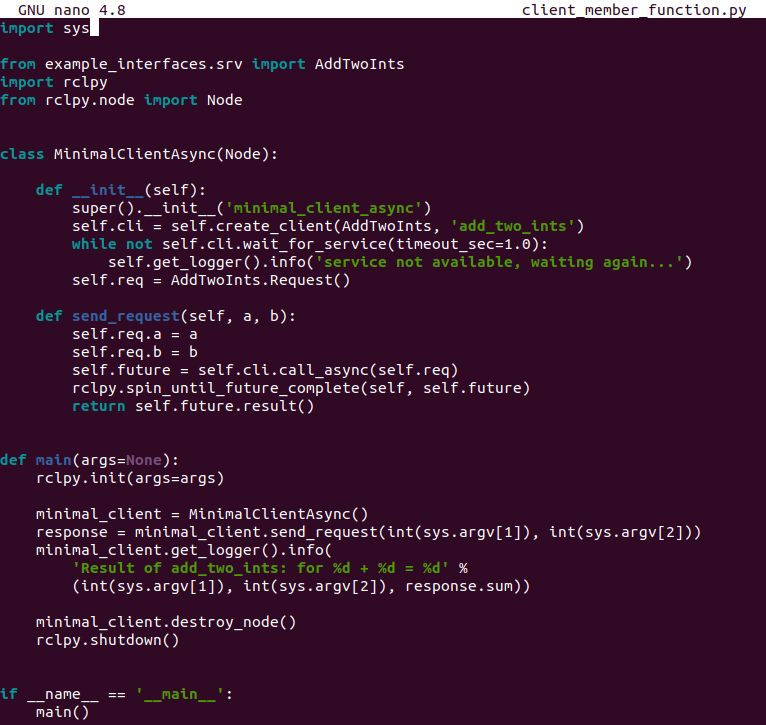 GNU nano 4.8 client_member_function.py
import sys
from example_interfaces.srv import AddTwoInts
import rclpy
from rclpy.node import Node
class MinimalClientAsync(Node):
    def __init__(self):
        super().__init__('minimal_client_async')
        self.cli = self.create_client(AddTwoInts, 'add_two_ints')
        while not self.cli.wait_for_service(timeout_sec=1.0):
            self.get_logger().info('service not available, waiting again...')
        self.req = AddTwoInts.Request()
    def send_request(self, a, b):
        self.req.a = a
        self.req.b = b
        self.future = self.cli.call_async(self.req)
        rclpy.spin_until_future_complete(self, self.future)
        return self.future.result()
def main(args=None):
    rclpy.init(args=args)
    minimal_client = MinimalClientAsync()
    response = minimal_client.send_request(int(sys.argv[1]), int(sys.argv[2]))
    minimal_client.get_logger().info(
        'Result of add_two_ints: for %d + %d = %d' %
        (int(sys.argv[1]), int(sys.argv[2]), response.sum))
    minimal_client.destroy_node()
    rclpy.shutdown()
if __name__ == '__main__':
    main()